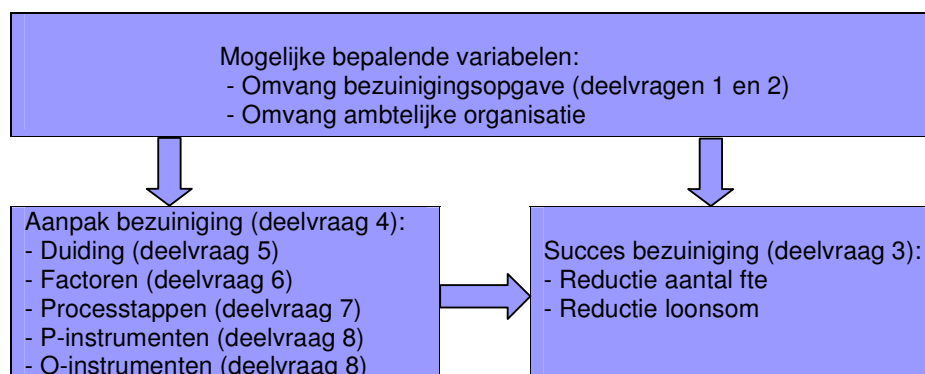 Mogelijke bepalende variabelen:
- Omvang bezuinigingsopgave (deelvragen 1 en 2)
- Omvang ambtelijke organisatie
Aanpak bezuiniging (deelvraag 4):
- Duiding (deelvraag 5)
- Factoren (deelvraag 6)
- Processtappen (deelvraag 7)
- P-instrumenten (deelvraag 8)
- O-instrumenten (deelvraag 8)
Succes bezuiniging (deelvraag 3):
- Reductie aantal fte
- Reductie loonsom